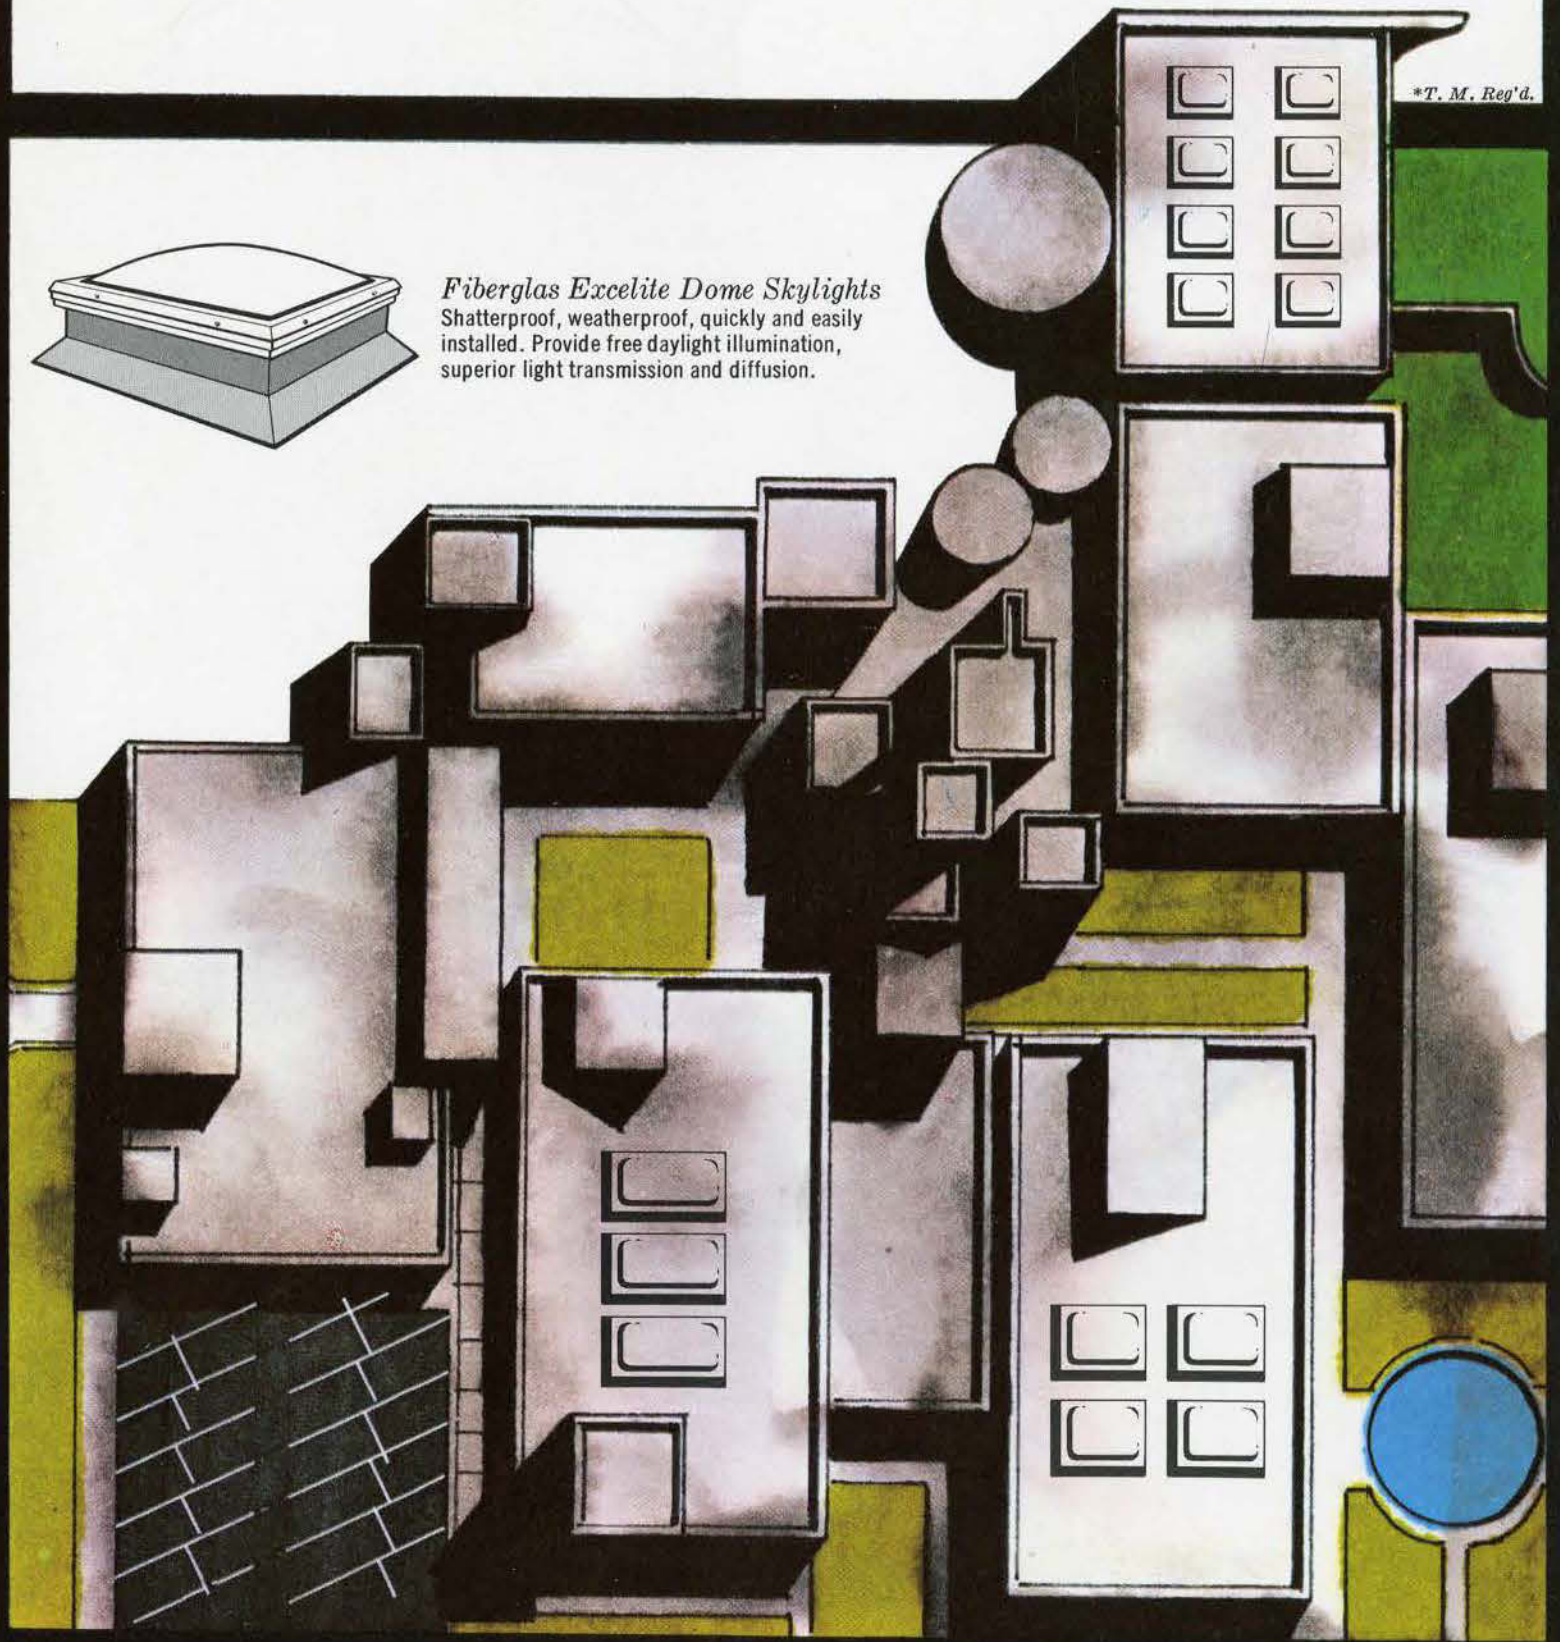 *T. M. Reg'd.
Fiberglas Excelite Dome Skylights
Shatterproof, weatherproof, quickly and easily
installed. Provide free daylight illumination,
superior light transmission and diffusion.